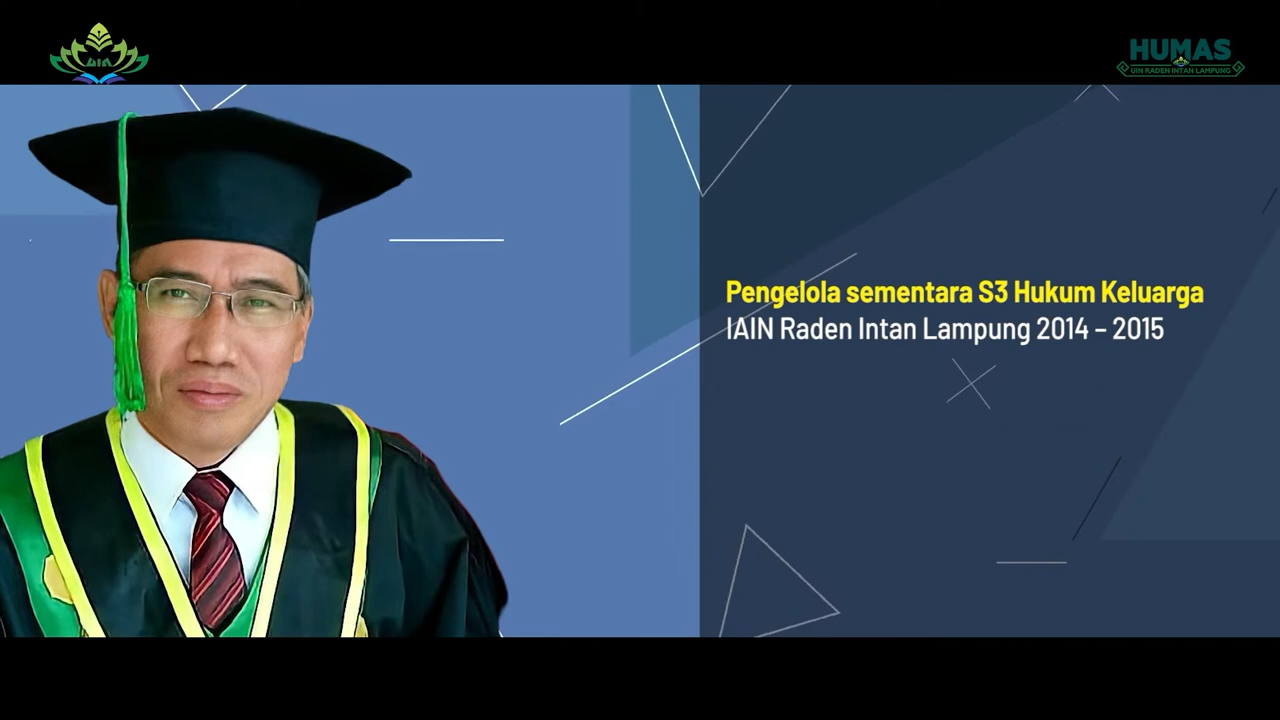 HUMAS
UIN RADEN INTAN LAMPUNG
Pengelola sementara S3 Hukum Keluarga
IAIN Raden Intan Lampung 2014 – 2015